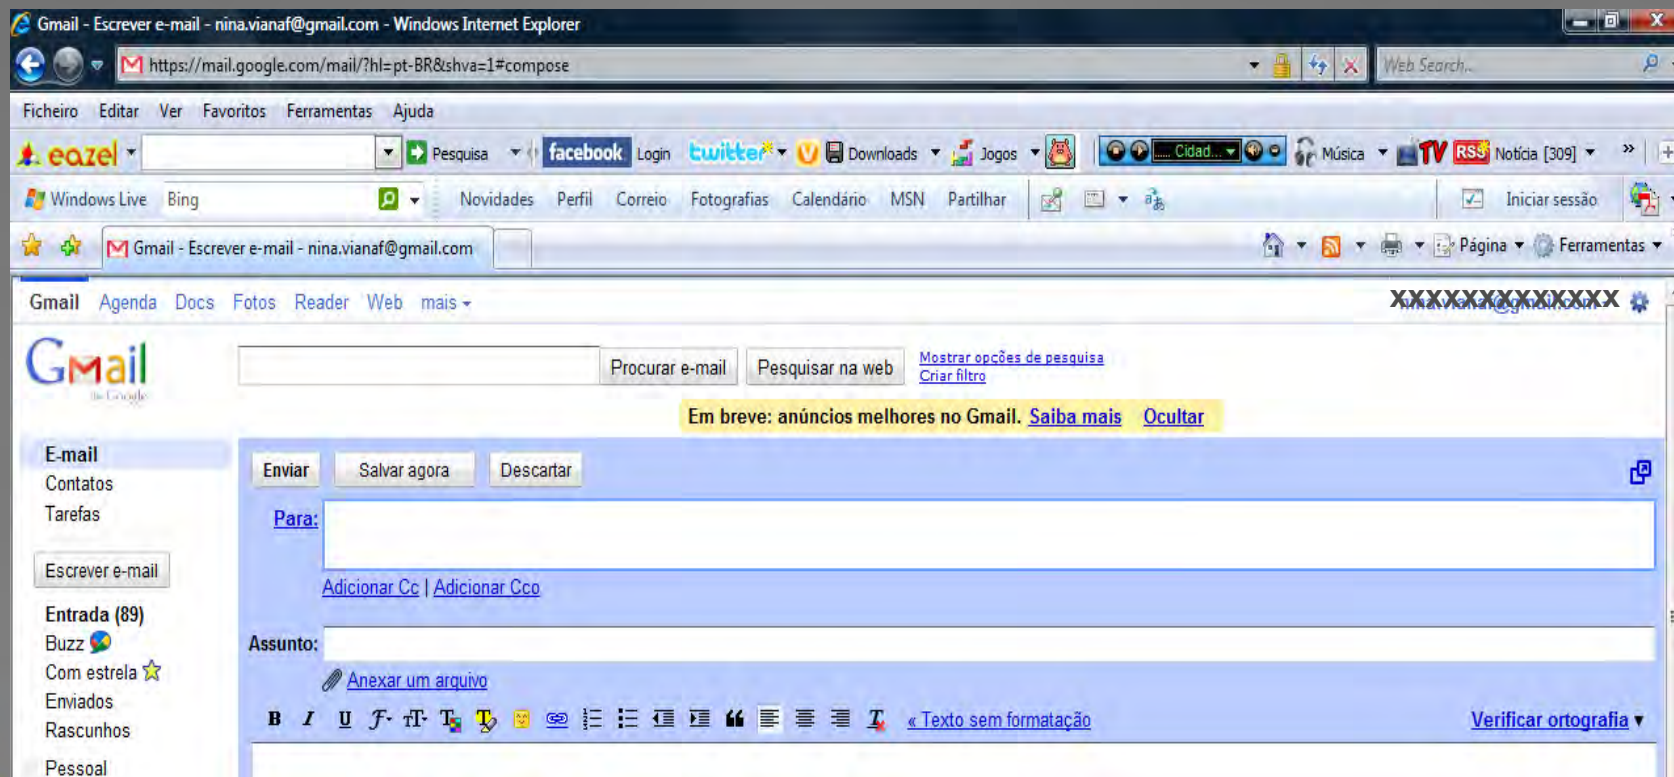 Gmail - Escrever e-mail - nina.vianaf@gmail.com - Windows Internet Explorer
https://mail.google.com/mail/?hl=pt-BR&shva=1#compose
Web Search...
Ficheiro Editar Ver Favoritos Ferramentas Ajuda
eazel Pesquisa facebook Login twitter Downloads Jogos Cidad... Música TV RSS Notícia [309] »
Windows Live Bing Novidades Perfil Correio Fotografias Calendário MSN Partilhar Iniciar sessão
Gmail - Escrever e-mail - nina.vianaf@gmail.com Página Ferramentas
Gmail Agenda Docs Fotos Reader Web mais XXXXXXXXXXXXX
Gmail
by Google
Procurar e-mail Pesquisar na web Mostrar opções de pesquisa
Criar filtro
Em breve: anúncios melhores no Gmail. Saiba mais Ocultar
E-mail
Contatos
Tarefas
Escrever e-mail
Entrada (89)
Buzz
Com estrela
Enviados
Rascunhos
Pessoal
Enviar Salvar agora Descartar
Para:
Adicionar Cc | Adicionar Cco
Assunto:
Anexar um arquivo
B I U « Texto sem formatação Verificar ortografia